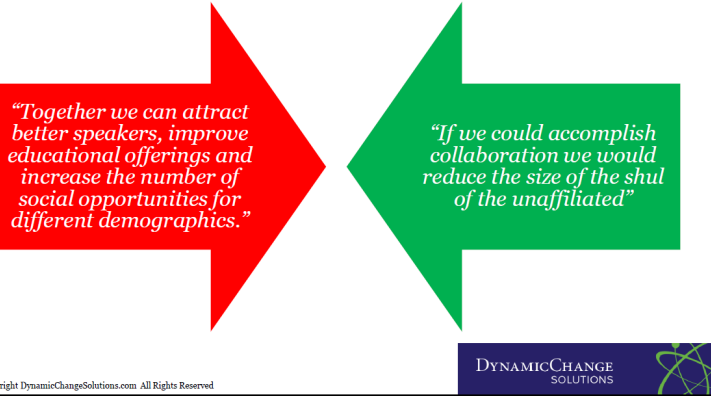 “Together we can attract
better speakers, improve
educational offerings and
increase the number of
social opportunities for
different demographics.”
“If we could accomplish
collaboration we would
reduce the size of the shul
of the unaffiliated”
DYNAMICCHANGE
SOLUTIONS
right DynamicChangeSolutions.com All Rights Reserved